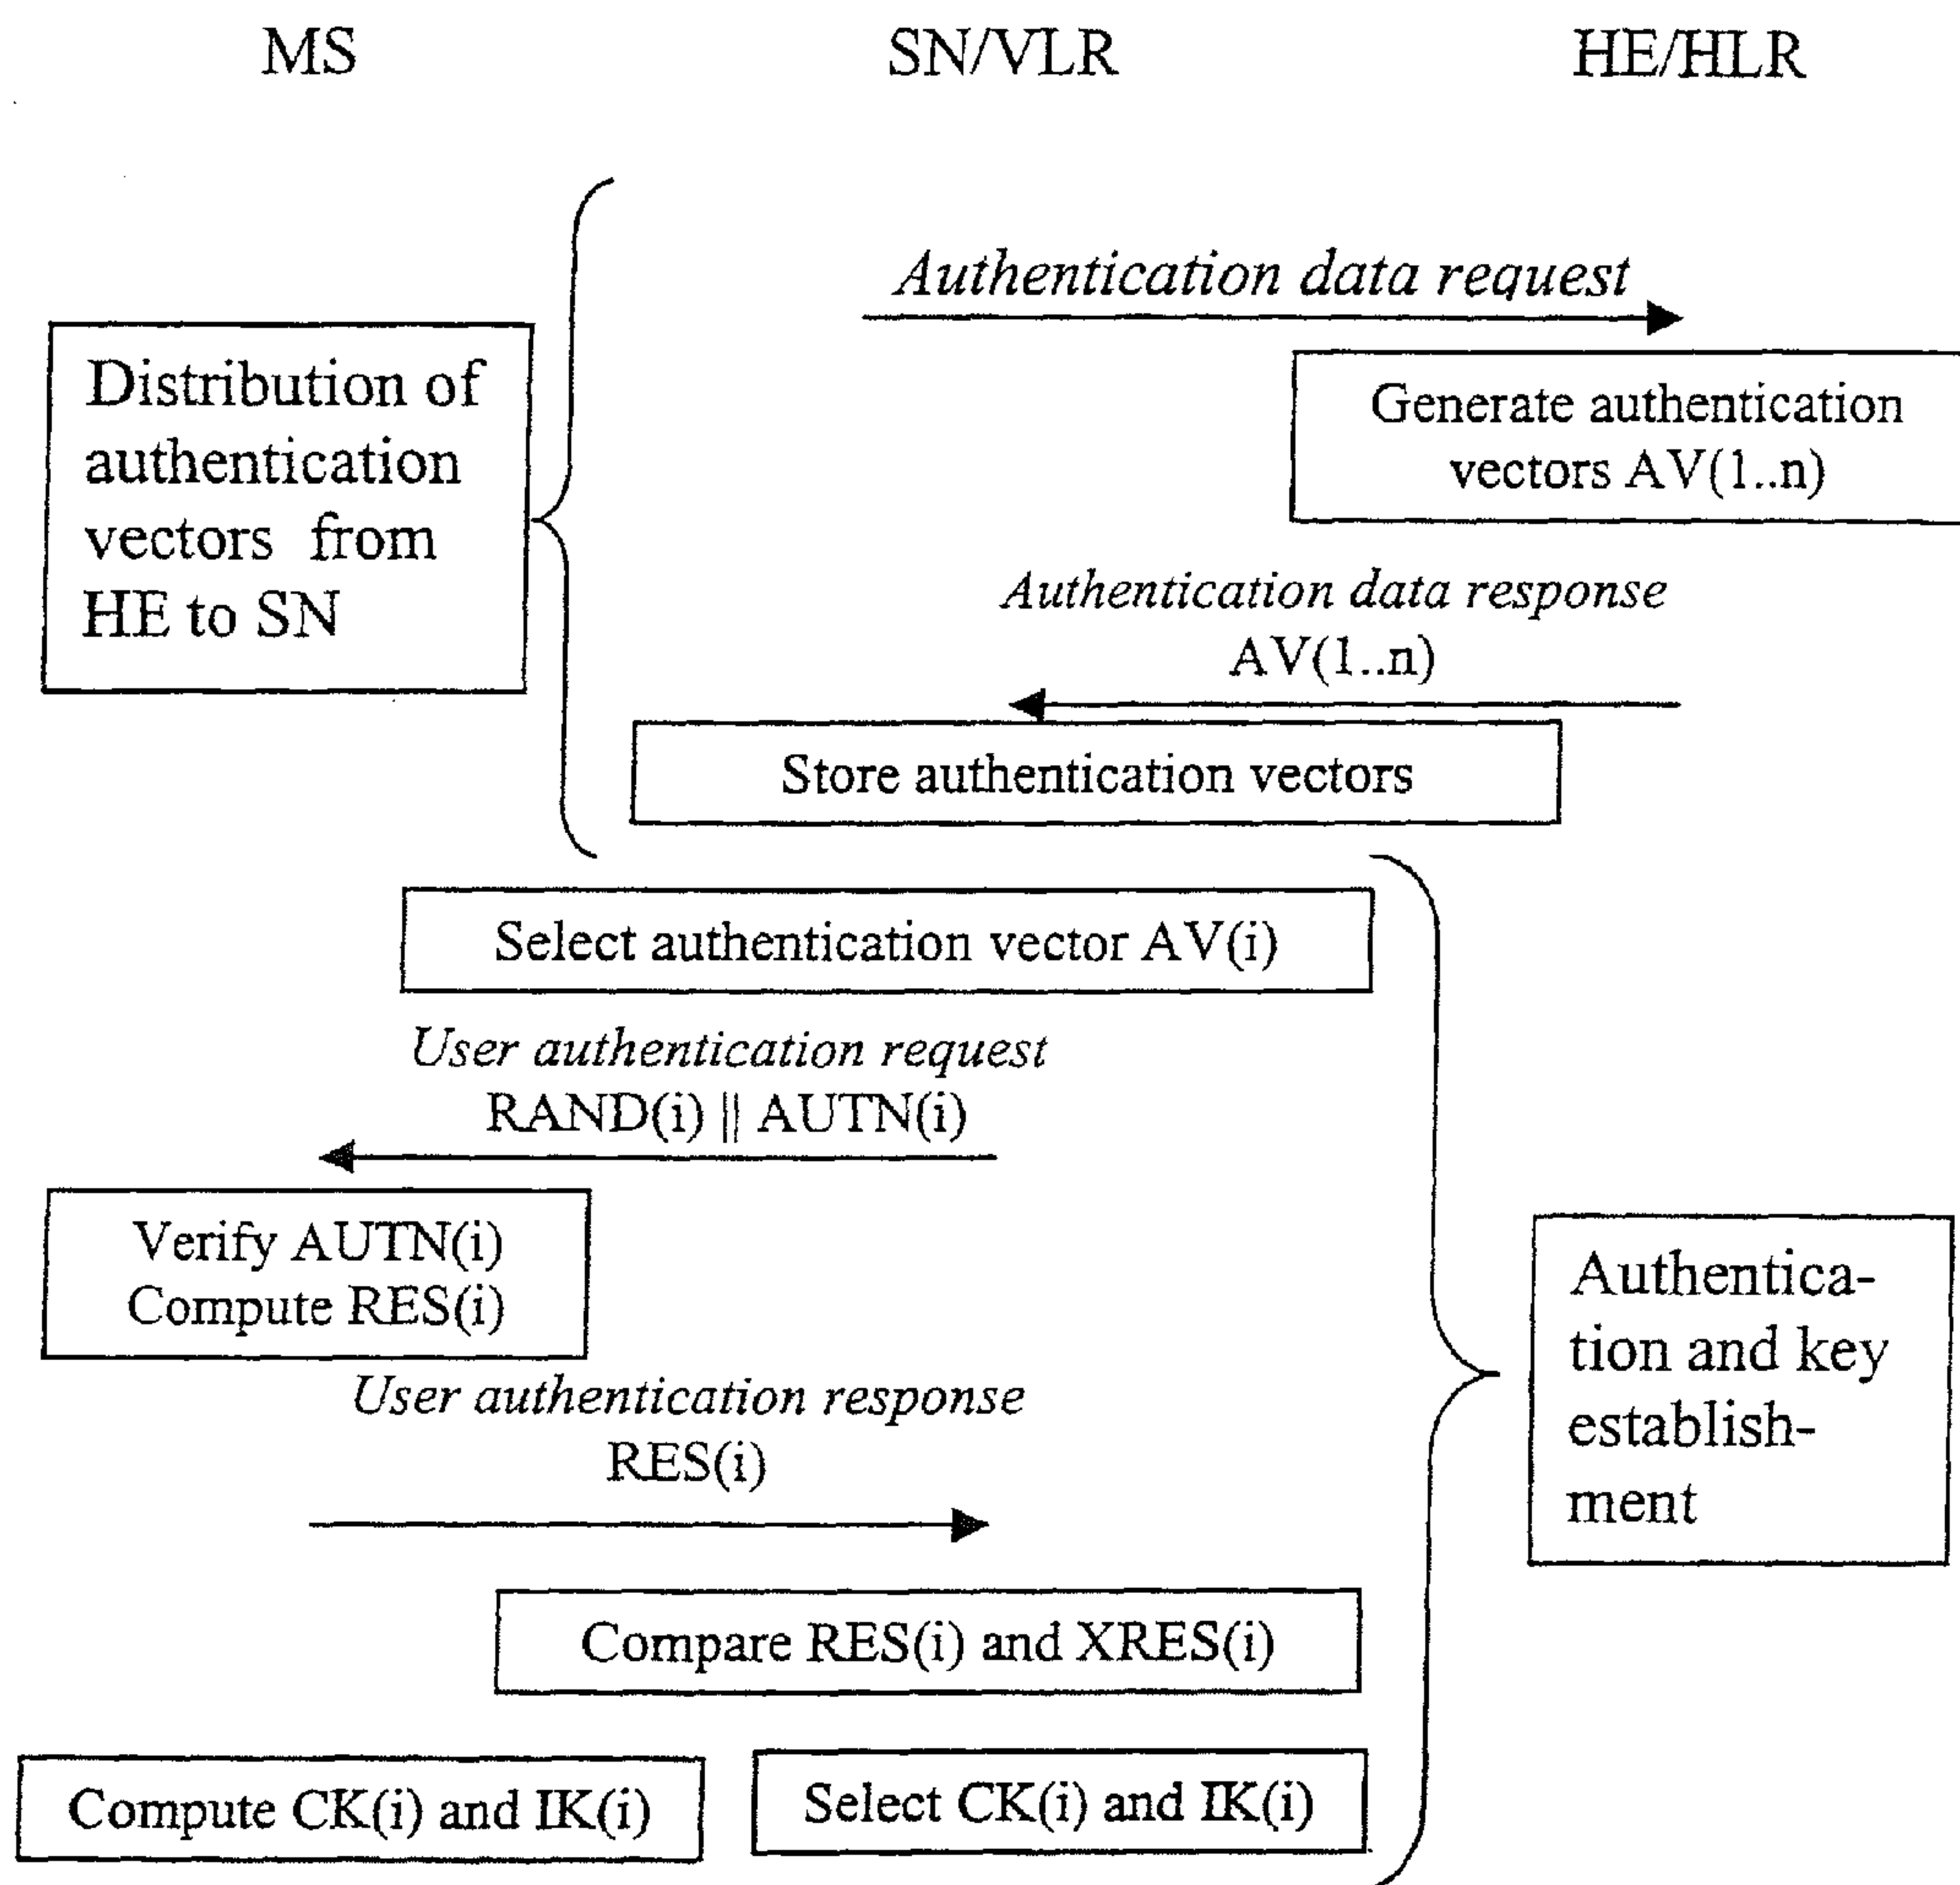 MS SN/VLR HE/HLR
Authentication data request
Distribution of
authentication
vectors from
HE to SN
Generate authentication
vectors AV(1..n)
Authentication data response
AV(1..n)
Store authentication vectors
Select authentication vector AV(i)
User authentication request
RAND(i) || AUTN(i)
Verify AUTN(i)
Compute RES(i)
Authentica-
tion and key
establish-
ment
User authentication response
RES(i)
Compare RES(i) and XRES(i)
Compute CK(i) and IK(i)
Select CK(i) and IK(i)